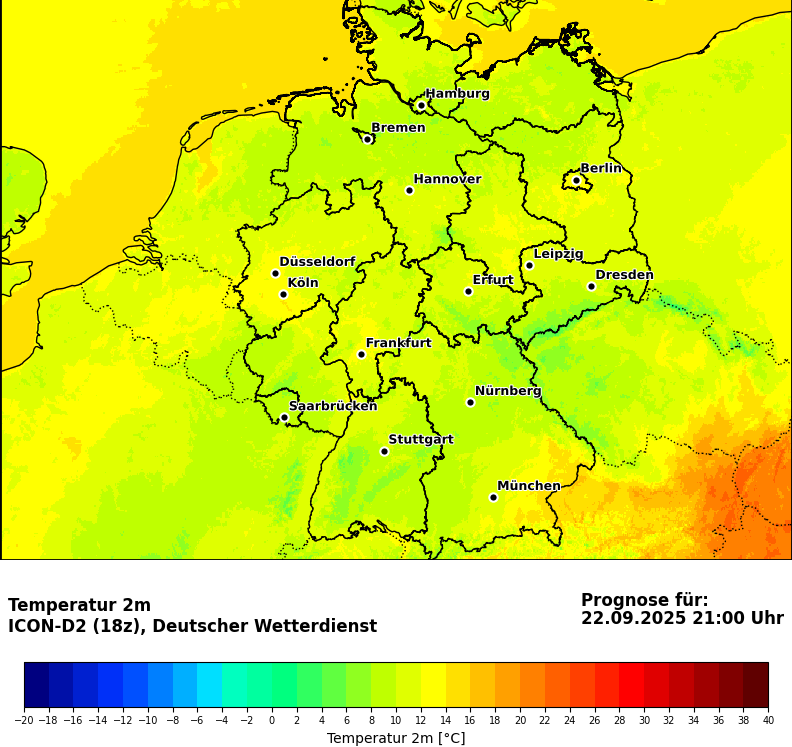 Hamburg
Bremen
Hannover
Berlin
Düsseldorf
Köln
Leipzig
Erfurt
Dresden
Frankfurt
Nürnberg
Saarbrücken
Stuttgart
München
Temperatur 2m
ICON-D2 (18z), Deutscher Wetterdienst
Prognose für:
22.09.2025 21:00 Uhr
−20 −18 −16 −14 −12 −10 −8 −6 −4 −2 0 2 4 6 8 10 12 14 16 18 20 22 24 26 28 30 32 34 36 38 40
Temperatur 2m [°C]